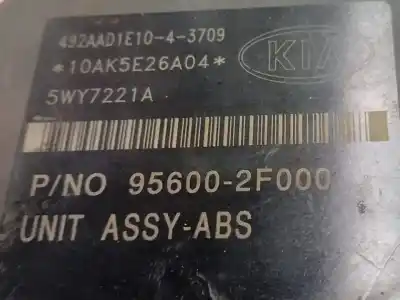 492AAD1E10-4-3709
*10AK5E26A04*
KIA
5WY7221A
P/NO 95600-2F000
UNIT ASSY-ABS